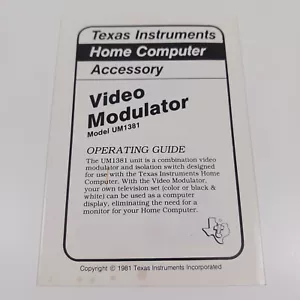 Texas Instruments
Home Computer
Accessory
Video
Modulator
Model UM1381
OPERATING GUIDE
The UM1381 unit is a combination video
modulator and isolation switch designed
for use with the Texas Instruments Home
Computer. With the Video Modulator,
your own television set (color or black &
white) can be used as a computer
display, eliminating the need for a
monitor for your Home Computer.
Copyright © 1981 Texas Instruments Incorporated